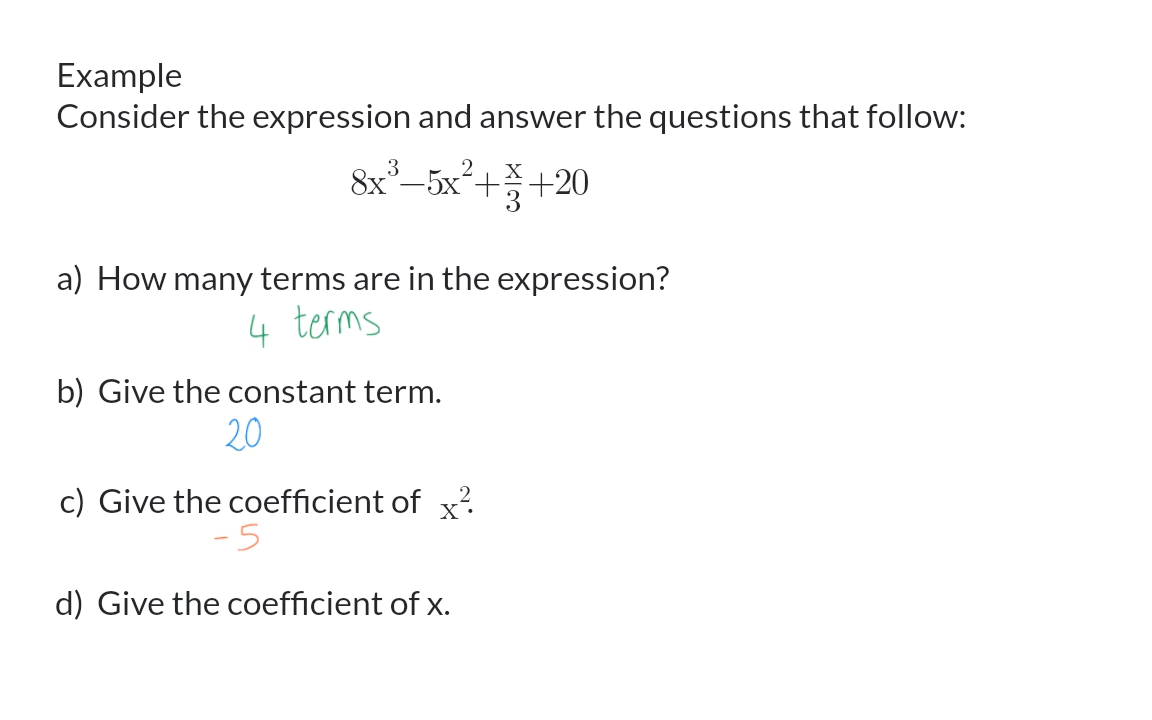 Example
Consider the expression and answer the questions that follow:
8x³–5x²+x/3+20
a) How many terms are in the expression?
4 terms
b) Give the constant term.
20
c) Give the coefficient of x².
-5
d) Give the coefficient of x.